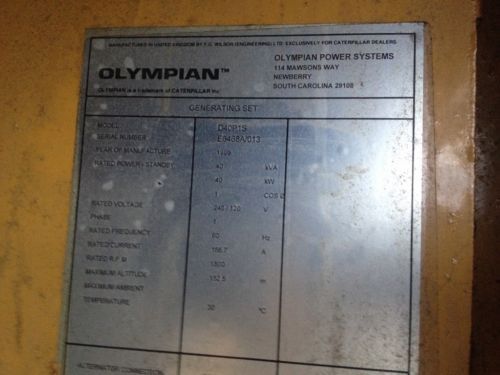 MANUFACTURED IN UNITED KINGDOM BY F.G. WILSON (ENGINEERING) LTD. EXCLUSIVELY FOR CATERPILLAR DEALERS.
OLYMPIAN™
OLYMPIAN is a trademark of CATERPILLAR Inc.
OLYMPIAN POWER SYSTEMS
114 MAWSONS WAY
NEWBERRY
SOUTH CAROLINA 29108
GENERATING SET
MODEL D40P1S
SERIAL NUMBER E6468A/013
YEAR OF MANUFACTURE 1999
RATED POWER - STANDBY 40 kVA
40 kW
1 COS Ø
RATED VOLTAGE 240 / 120 V
PHASE 1
RATED FREQUENCY 60 Hz
RATED CURRENT 166.7 A
RATED R.P.M 1800
MAXIMUM ALTITUDE 152.5 m
MAXIMUM AMBIENT
TEMPERATURE 30 °C
ALTERNATOR CONNECTION